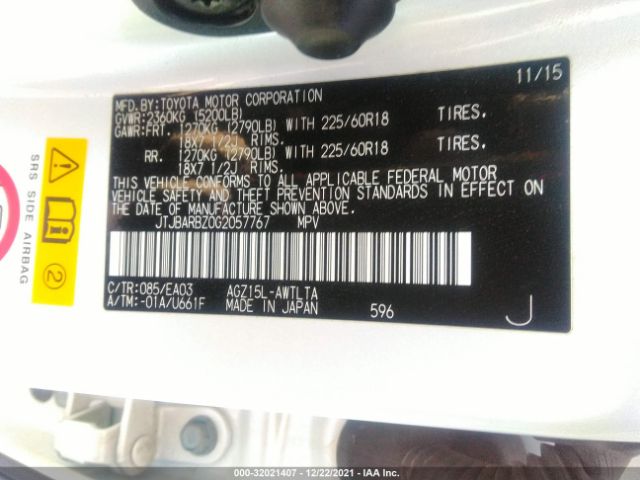 11/15
MFD.BY:TOYOTA MOTOR CORPORATION
GVWR:2360KG (5200LB)
GAWR:FRT. 1270KG (2790LB) WITH 225/60R18 TIRES,
18X7 1/2J RIMS.
RR. 1270KG (2790LB) WITH 225/60R18 TIRES,
18X7 1/2J RIMS.
THIS VEHICLE CONFORMS TO ALL APPLICABLE FEDERAL MOTOR
VEHICLE SAFETY AND THEFT PREVENTION STANDARDS IN EFFECT ON
THE DATE OF MANUFACTURE SHOWN ABOVE.
JTJBARBZ0G2057767 MPV
C/TR:085/EA03 AGZ15L-AWTLTA
A/TM:-01A/U661F MADE IN JAPAN 596
J
SRS SIDE AIRBAG
2
000-32021407 • 12/22/2021 • IAA Inc.